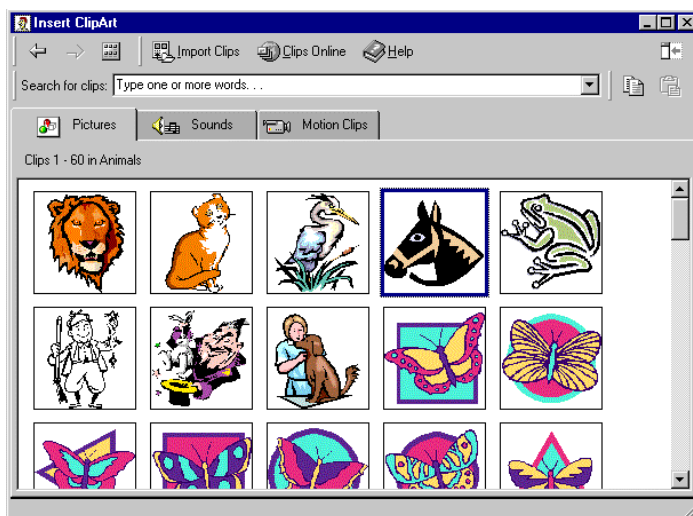 Insert ClipArt
Import Clips Clips Online Help
Search for clips: Type one or more words. . .
Pictures Sounds Motion Clips
Clips 1 - 60 in Animals